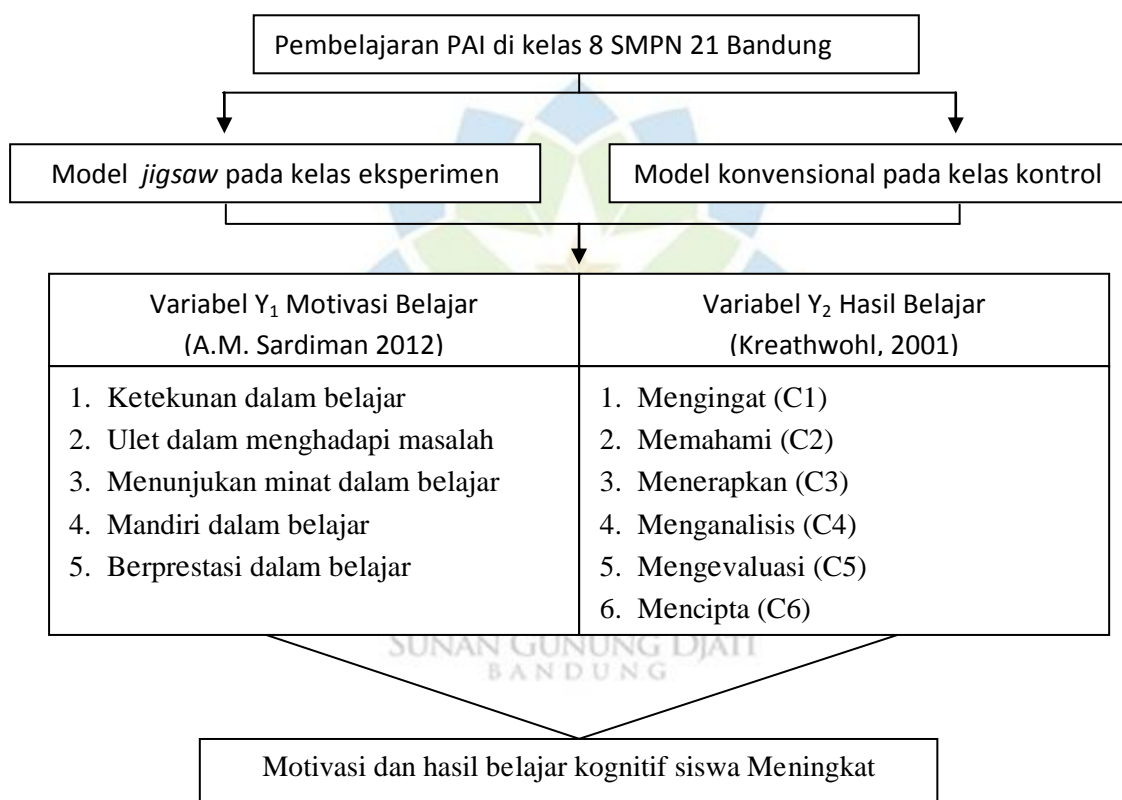 Pembelajaran PAI di kelas 8 SMPN 21 Bandung
Model jigsaw pada kelas eksperimen
Model konvensional pada kelas kontrol
Variabel Y₁ Motivasi Belajar
(A.M. Sardiman 2012)
Variabel Y₂ Hasil Belajar
(Kreathwohl, 2001)
1. Ketekunan dalam belajar
2. Ulet dalam menghadapi masalah
3. Menunjukan minat dalam belajar
4. Mandiri dalam belajar
5. Berprestasi dalam belajar
1. Mengingat (C1)
2. Memahami (C2)
3. Menerapkan (C3)
4. Menganalisis (C4)
5. Mengevaluasi (C5)
6. Mencipta (C6)
SUNAN GUNUNG DJATI
BANDUNG
Motivasi dan hasil belajar kognitif siswa Meningkat